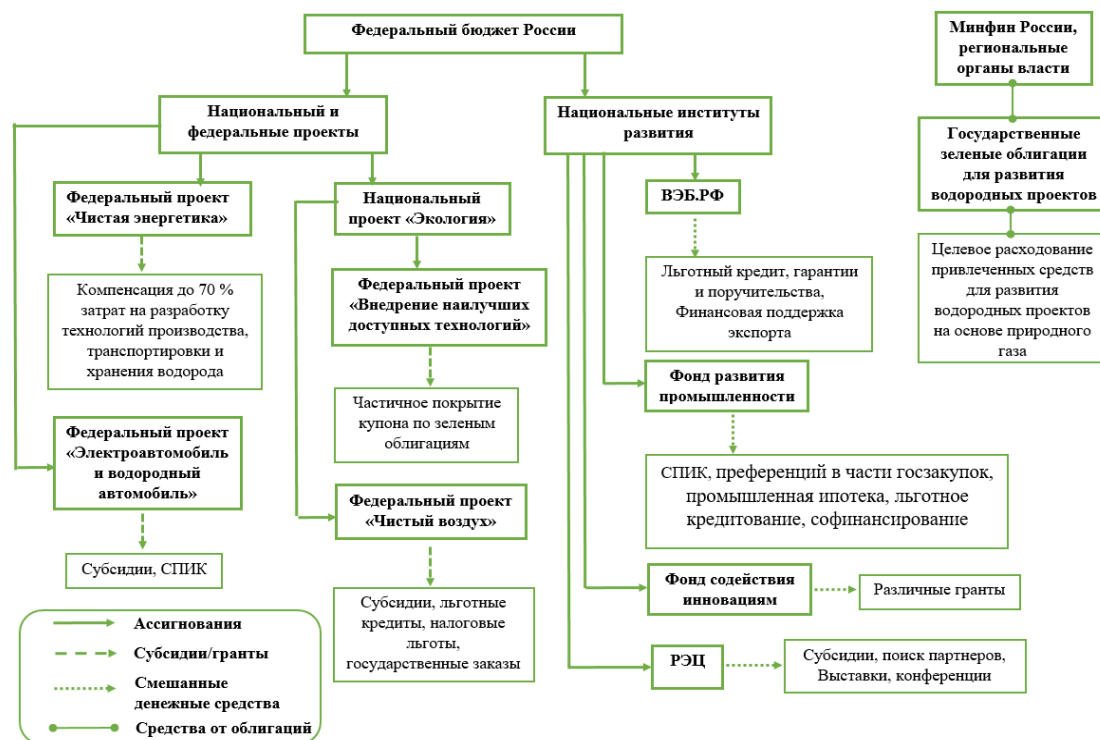 Федеральный бюджет России
Минфин России,
региональные
органы власти
Национальный и
федеральные проекты
Национальные институты
развития
Государственные
зеленые облигации
для развития
водородных проектов
Федеральный проект
«Чистая энергетика»
Национальный
проект «Экология»
ВЭБ.РФ
Целевое расходование
привлеченных средств
для развития
водородных проектов
на основе природного
газа
Компенсация до 70 %
затрат на разработку
технологий производства,
транспортировки и
хранения водорода
Федеральный проект
«Внедрение наилучших
доступных технологий»
Льготный кредит, гарантии
и поручительства,
Финансовая поддержка
экспорта
Частичное покрытие
купона по зеленым
облигациям
Фонд развития
промышленности
Федеральный проект
«Электроавтомобиль
и водородный
автомобиль»
СПИК, преференций в части госзакупок,
промышленная ипотека, льготное
кредитование, софинансирование
Федеральный проект
«Чистый воздух»
Субсидии, СПИК
Фонд содействия
инновациям
Различные гранты
Субсидии, льготные
кредиты, налоговые
льготы,
государственные заказы
РЭЦ
Субсидии, поиск партнеров,
Выставки, конференции
Ассигнования
Субсидии/гранты
Смешанные
денежные средства
Средства от облигаций